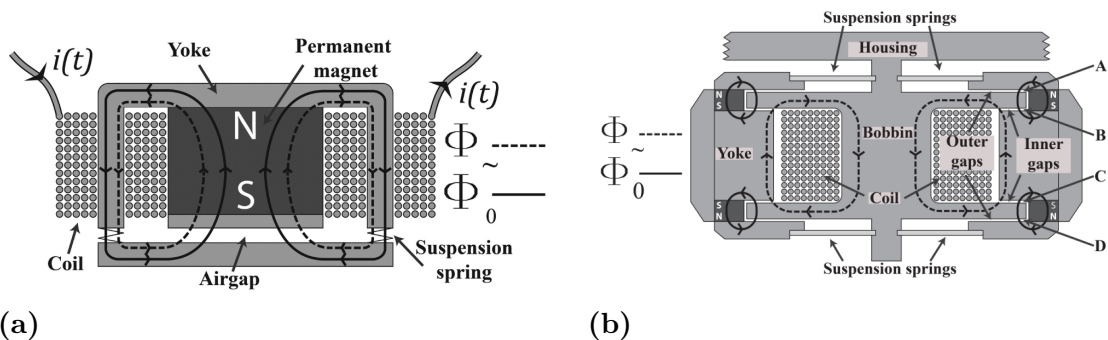 i(t)
Yoke
Permanent
magnet
i(t)
N
S
Φ
~
Φ
0
Coil
Airgap
Suspension
spring
(a)
Suspension springs
Housing
A
N
S
N
S
B
Φ
~
Φ
0
Bobbin
Outer
gaps
Inner
gaps
Yoke
Coil
C
S
N
S
N
D
Suspension springs
(b)